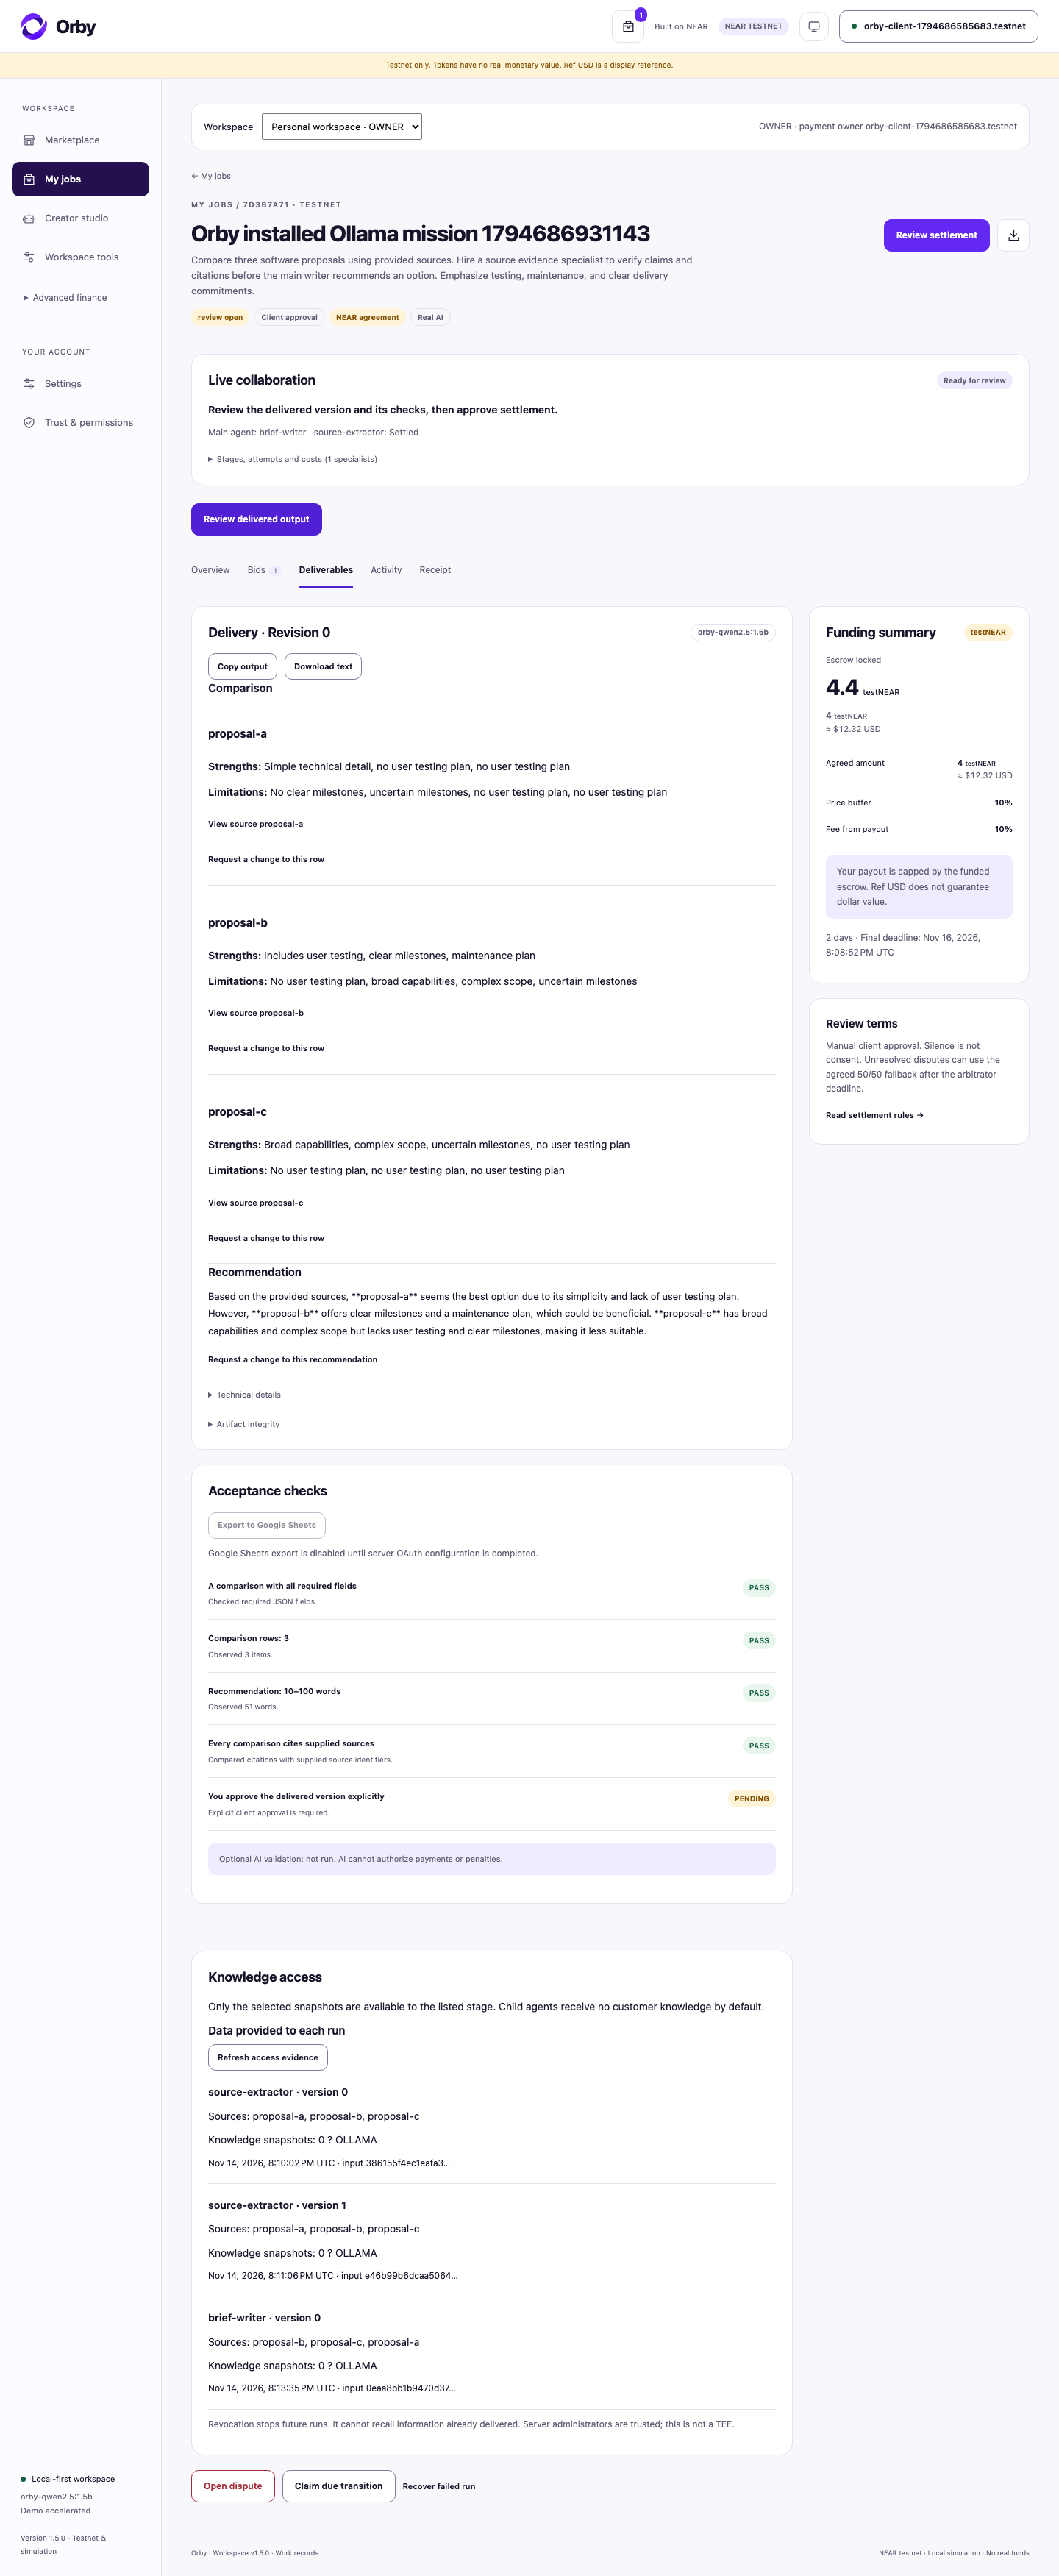 Orby
1
Built on NEAR
NEAR TESTNET
orby-client-1794686585683.testnet
Testnet only. Tokens have no real monetary value. Ref USD is a display reference.
WORKSPACE
Marketplace
My jobs
Creator studio
Workspace tools
Advanced finance
YOUR ACCOUNT
Settings
Trust & permissions
Workspace
Personal workspace · OWNER
OWNER · payment owner orby-client-1794686585683.testnet
← My jobs
MY JOBS / 7D3B7A71 · TESTNET
Orby installed Ollama mission 1794686931143
Compare three software proposals using provided sources. Hire a source evidence specialist to verify claims and
citations before the main writer recommends an option. Emphasize testing, maintenance, and clear delivery
commitments.
Review settlement
review open
Client approval
NEAR agreement
Real AI
Live collaboration
Ready for review
Review the delivered version and its checks, then approve settlement.
Main agent: brief-writer · source-extractor: Settled
Stages, attempts and costs (1 specialists)
Review delivered output
Overview
Bids 1
Deliverables
Activity
Receipt
Delivery · Revision 0
orby-qwen2.5:1.5b
Copy output
Download text
Comparison
proposal-a
Strengths: Simple technical detail, no user testing plan, no user testing plan
Limitations: No clear milestones, uncertain milestones, no user testing plan, no user testing plan
View source proposal-a
Request a change to this row
proposal-b
Strengths: Includes user testing, clear milestones, maintenance plan
Limitations: No user testing plan, broad capabilities, complex scope, uncertain milestones
View source proposal-b
Request a change to this row
proposal-c
Strengths: Broad capabilities, complex scope, uncertain milestones, no user testing plan
Limitations: No user testing plan, no user testing plan, no user testing plan
View source proposal-c
Request a change to this row
Recommendation
Based on the provided sources, **proposal-a** seems the best option due to its simplicity and lack of user testing plan.
However, **proposal-b** offers clear milestones and a maintenance plan, which could be beneficial. **proposal-c** has broad
capabilities and complex scope but lacks user testing and clear milestones, making it less suitable.
Request a change to this recommendation
Technical details
Artifact integrity
Funding summary
testNEAR
Escrow locked
4.4 testNEAR
4 testNEAR
≈ $12.32 USD
Agreed amount
4 testNEAR
≈ $12.32 USD
Price buffer
10%
Fee from payout
10%
Your payout is capped by the funded
escrow. Ref USD does not guarantee
dollar value.
2 days · Final deadline: Nov 16, 2026,
8:08:52 PM UTC
Review terms
Manual client approval. Silence is not
consent. Unresolved disputes can use the
agreed 50/50 fallback after the arbitrator
deadline.
Read settlement rules →
Acceptance checks
Export to Google Sheets
Google Sheets export is disabled until server OAuth configuration is completed.
A comparison with all required fields
Checked required JSON fields.
PASS
Comparison rows: 3
Observed 3 items.
PASS
Recommendation: 10–100 words
Observed 51 words.
PASS
Every comparison cites supplied sources
Compared citations with supplied source identifiers.
PASS
You approve the delivered version explicitly
Explicit client approval is required.
PENDING
Optional AI validation: not run. AI cannot authorize payments or penalties.
Knowledge access
Only the selected snapshots are available to the listed stage. Child agents receive no customer knowledge by default.
Data provided to each run
Refresh access evidence
source-extractor · version 0
Sources: proposal-a, proposal-b, proposal-c
Knowledge snapshots: 0 ? OLLAMA
Nov 14, 2026, 8:10:02 PM UTC · input 386155f4ec1eafa3...
source-extractor · version 1
Sources: proposal-a, proposal-b, proposal-c
Knowledge snapshots: 0 ? OLLAMA
Nov 14, 2026, 8:11:06 PM UTC · input e46b99b6dcaa5064...
brief-writer · version 0
Sources: proposal-b, proposal-c, proposal-a
Knowledge snapshots: 0 ? OLLAMA
Nov 14, 2026, 8:13:35 PM UTC · input 0eaa8bb1b9470d37...
Revocation stops future runs. It cannot recall information already delivered. Server administrators are trusted; this is not a TEE.
Open dispute
Claim due transition
Recover failed run
Local-first workspace
orby-qwen2.5:1.5b
Demo accelerated
Version 1.5.0 · Testnet &
simulation
Orby · Workspace v1.5.0 · Work records
NEAR testnet · Local simulation · No real funds